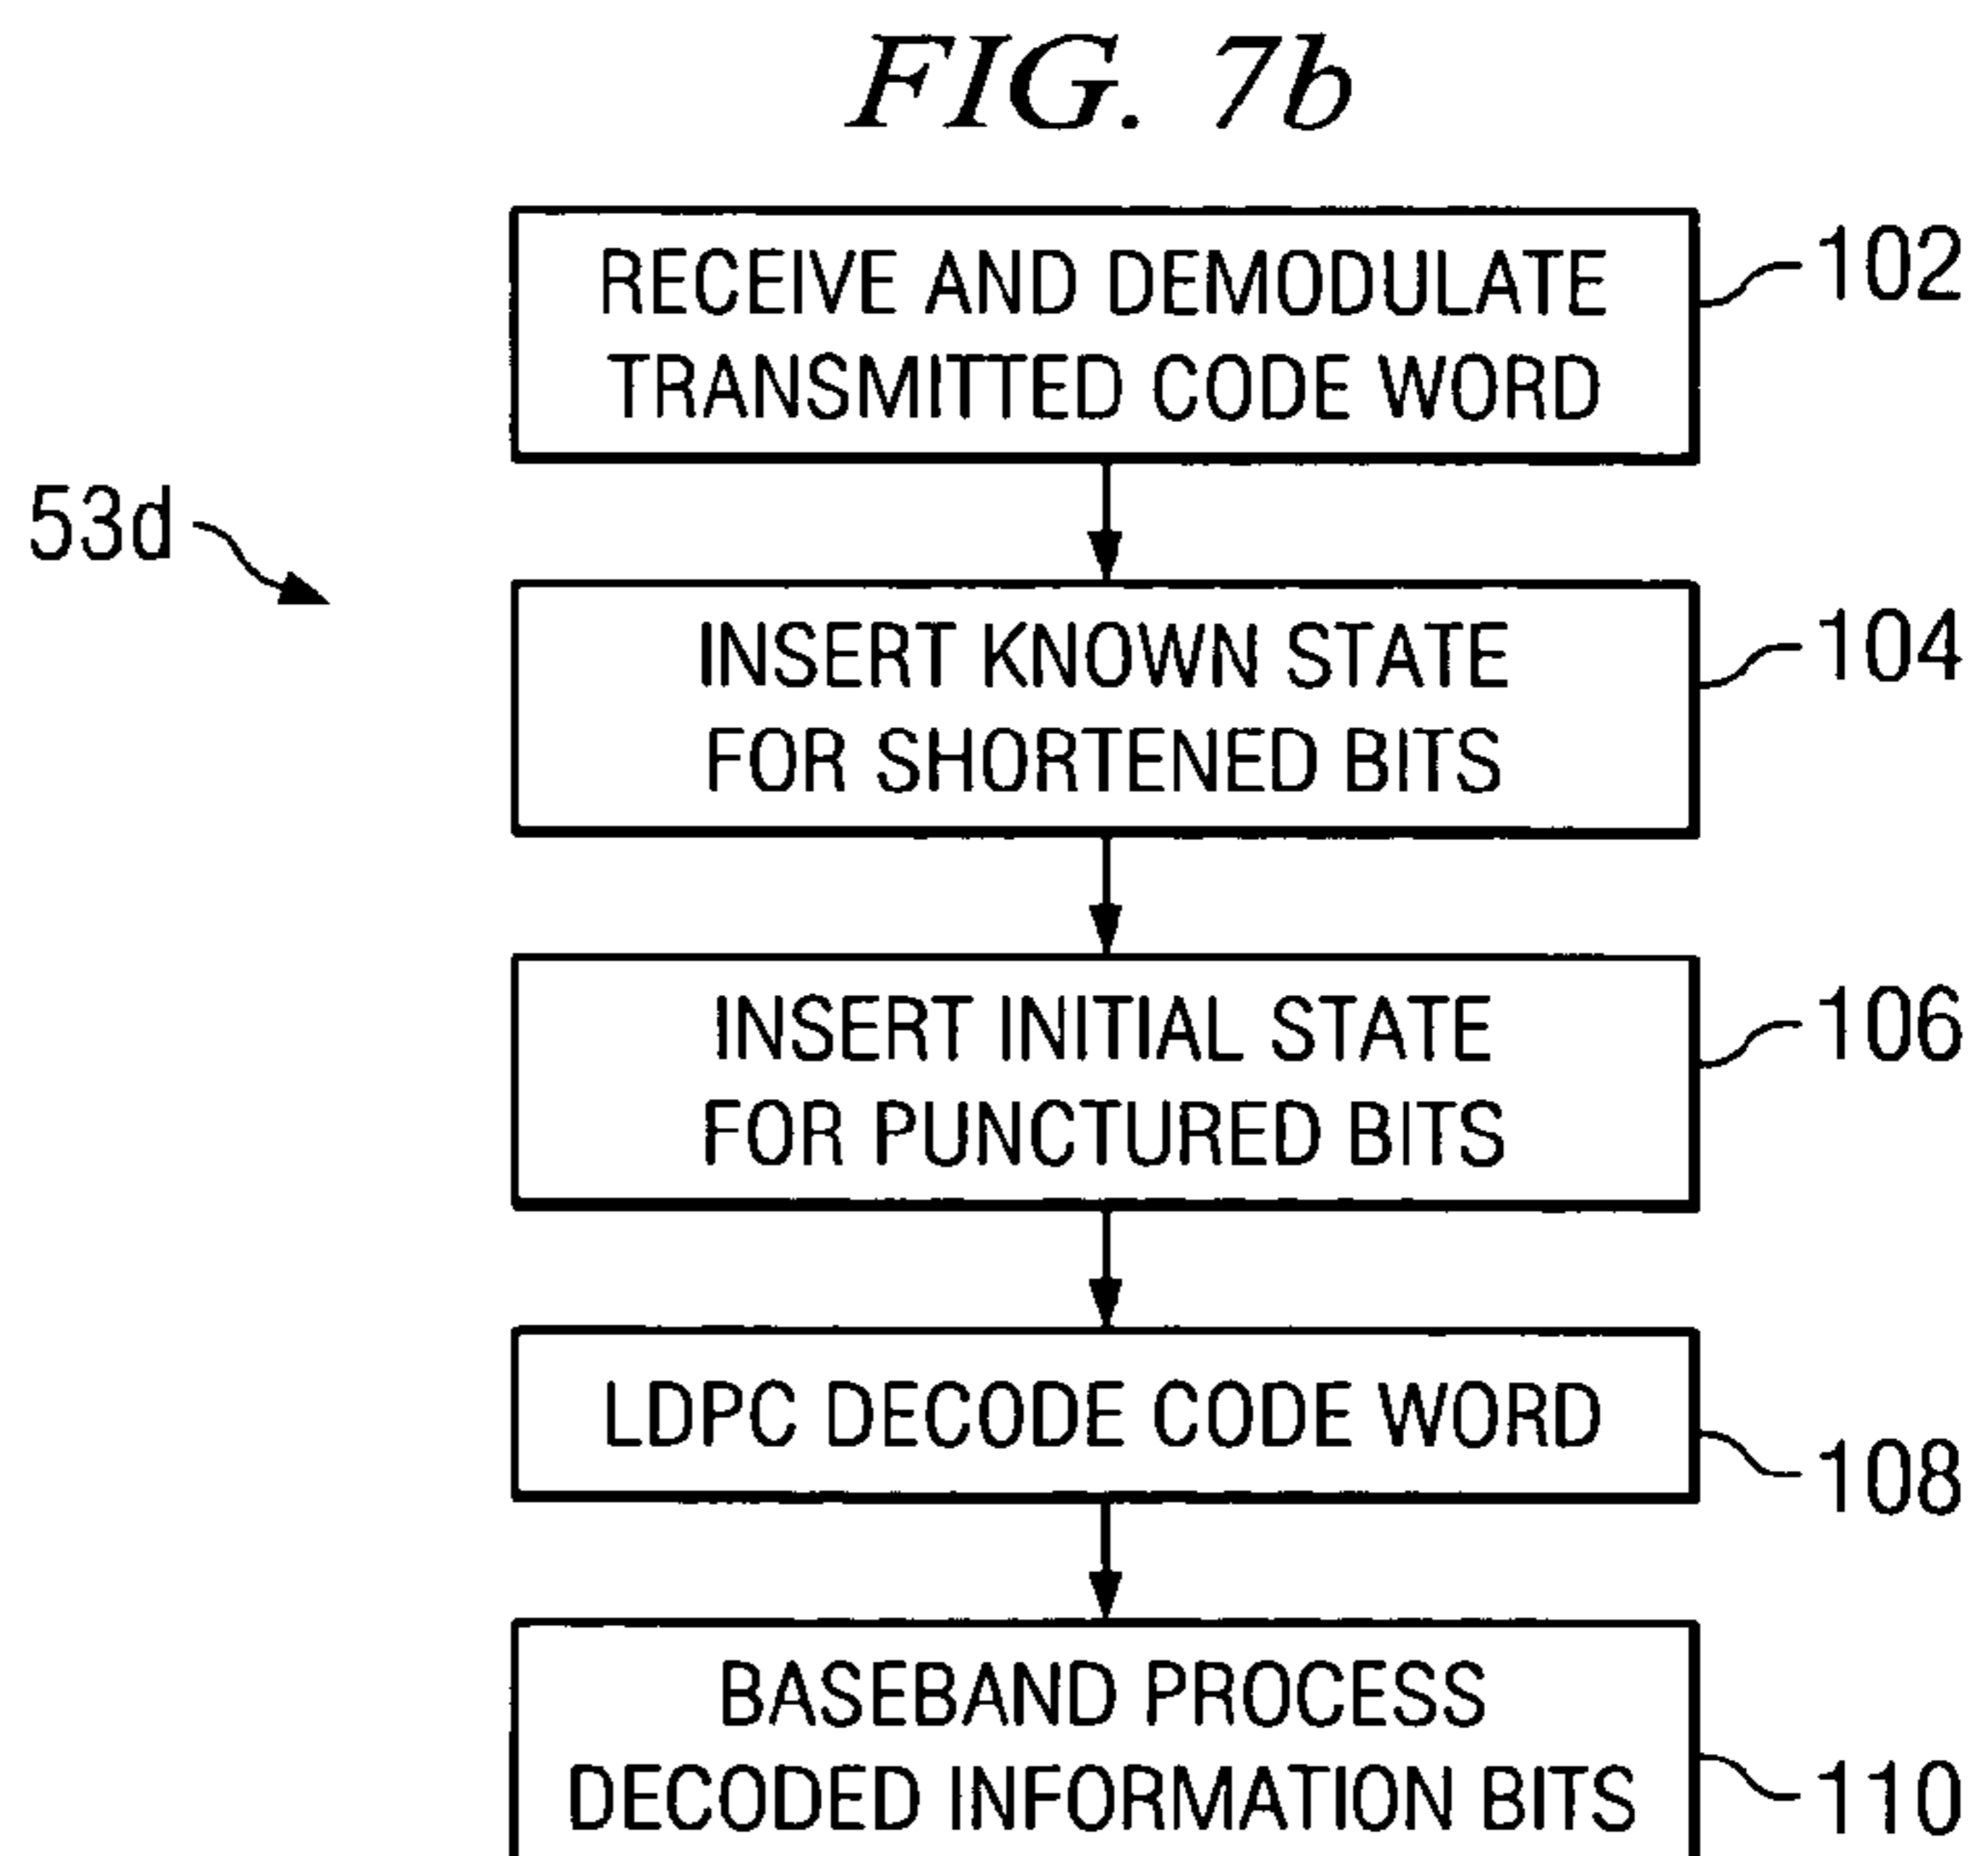 FIG. 7b
RECEIVE AND DEMODULATE
TRANSMITTED CODE WORD
102
53d
INSERT KNOWN STATE
FOR SHORTENED BITS
104
INSERT INITIAL STATE
FOR PUNCTURED BITS
106
LDPC DECODE CODE WORD
108
BASEBAND PROCESS
DECODED INFORMATION BITS
110